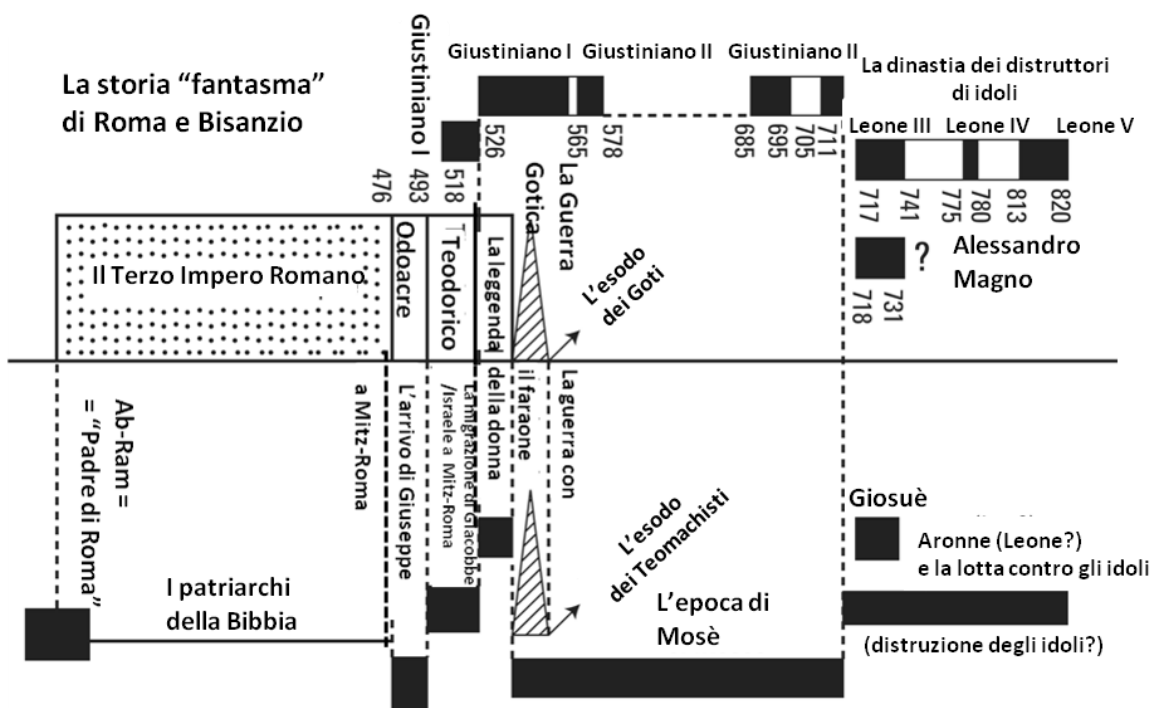 La storia “fantasma”
di Roma e Bisanzio
Giustiniano I
Giustiniano I
Giustiniano II
Giustiniano II
La dinastia dei distruttori
di idoli
Leone III
Leone IV
Leone V
476
493
518
526
565
578
685
695
705
711
717
741
775
780
813
820
718
731
?
Alessandro
Magno
Il Terzo Impero Romano
Odoacre
Teodorico
La leggenda
della donna
La Guerra
Gotica
L'esodo
dei Goti
Ab-Ram =
= “Padre di Roma”
I patriarchi
della Bibbia
L'arrivo di Giuseppe
a Mitz-Roma
La migrazione di Giacobbe
/Israele a Mitz-Roma
La guerra con
il faraone
L'esodo
dei Teomachisti
L'epoca di
Mosè
Giosuè
Aronne (Leone?)
e la lotta contro gli idoli
(distruzione degli idoli?)